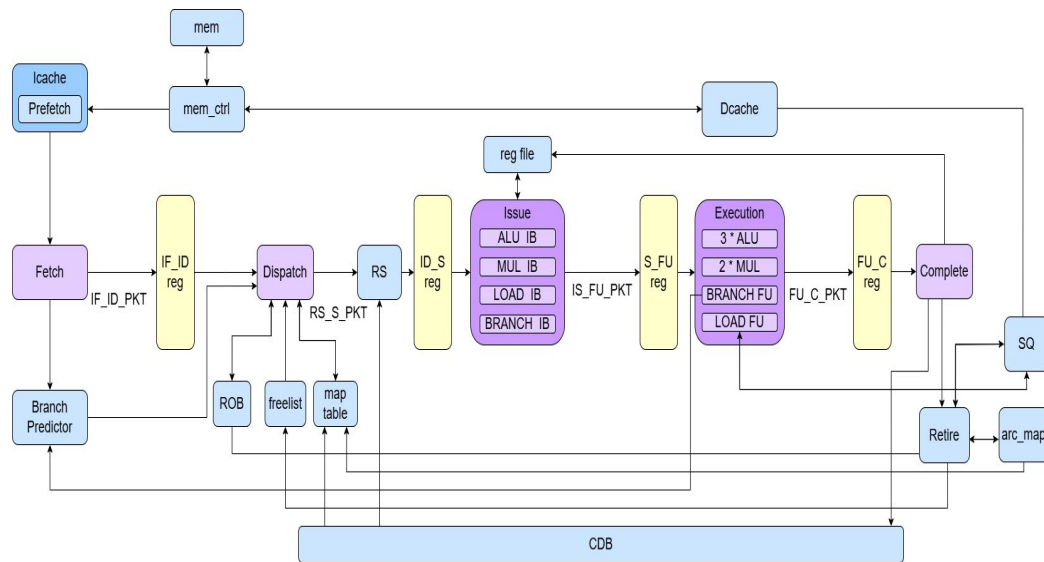 mem
Icache
Prefetch
mem_ctrl
Dcache
reg file
Issue
ALU IB
MUL IB
LOAD IB
BRANCH IB
Execution
3 * ALU
2 * MUL
BRANCH FU
LOAD FU
Fetch
IF_ID_PKT
IF_ID
reg
Dispatch
RS_S_PKT
RS
ID_S
reg
IS_FU_PKT
S_FU
reg
FU_C_PKT
FU_C
reg
Complete
SQ
Branch
Predictor
ROB
freelist
map
table
Retire
arc_map
CDB